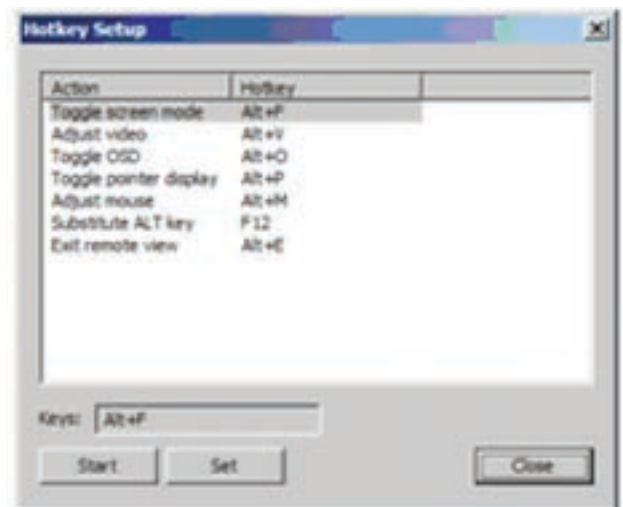 Hotkey Setup
Action Hotkey
Toggle screen mode Alt+F
Adjust video Alt+V
Toggle OSD Alt+O
Toggle pointer display Alt+P
Adjust mouse Alt+M
Substitute ALT key F12
Exit remote view Alt+E
Keys: Alt+F
Start Set Close